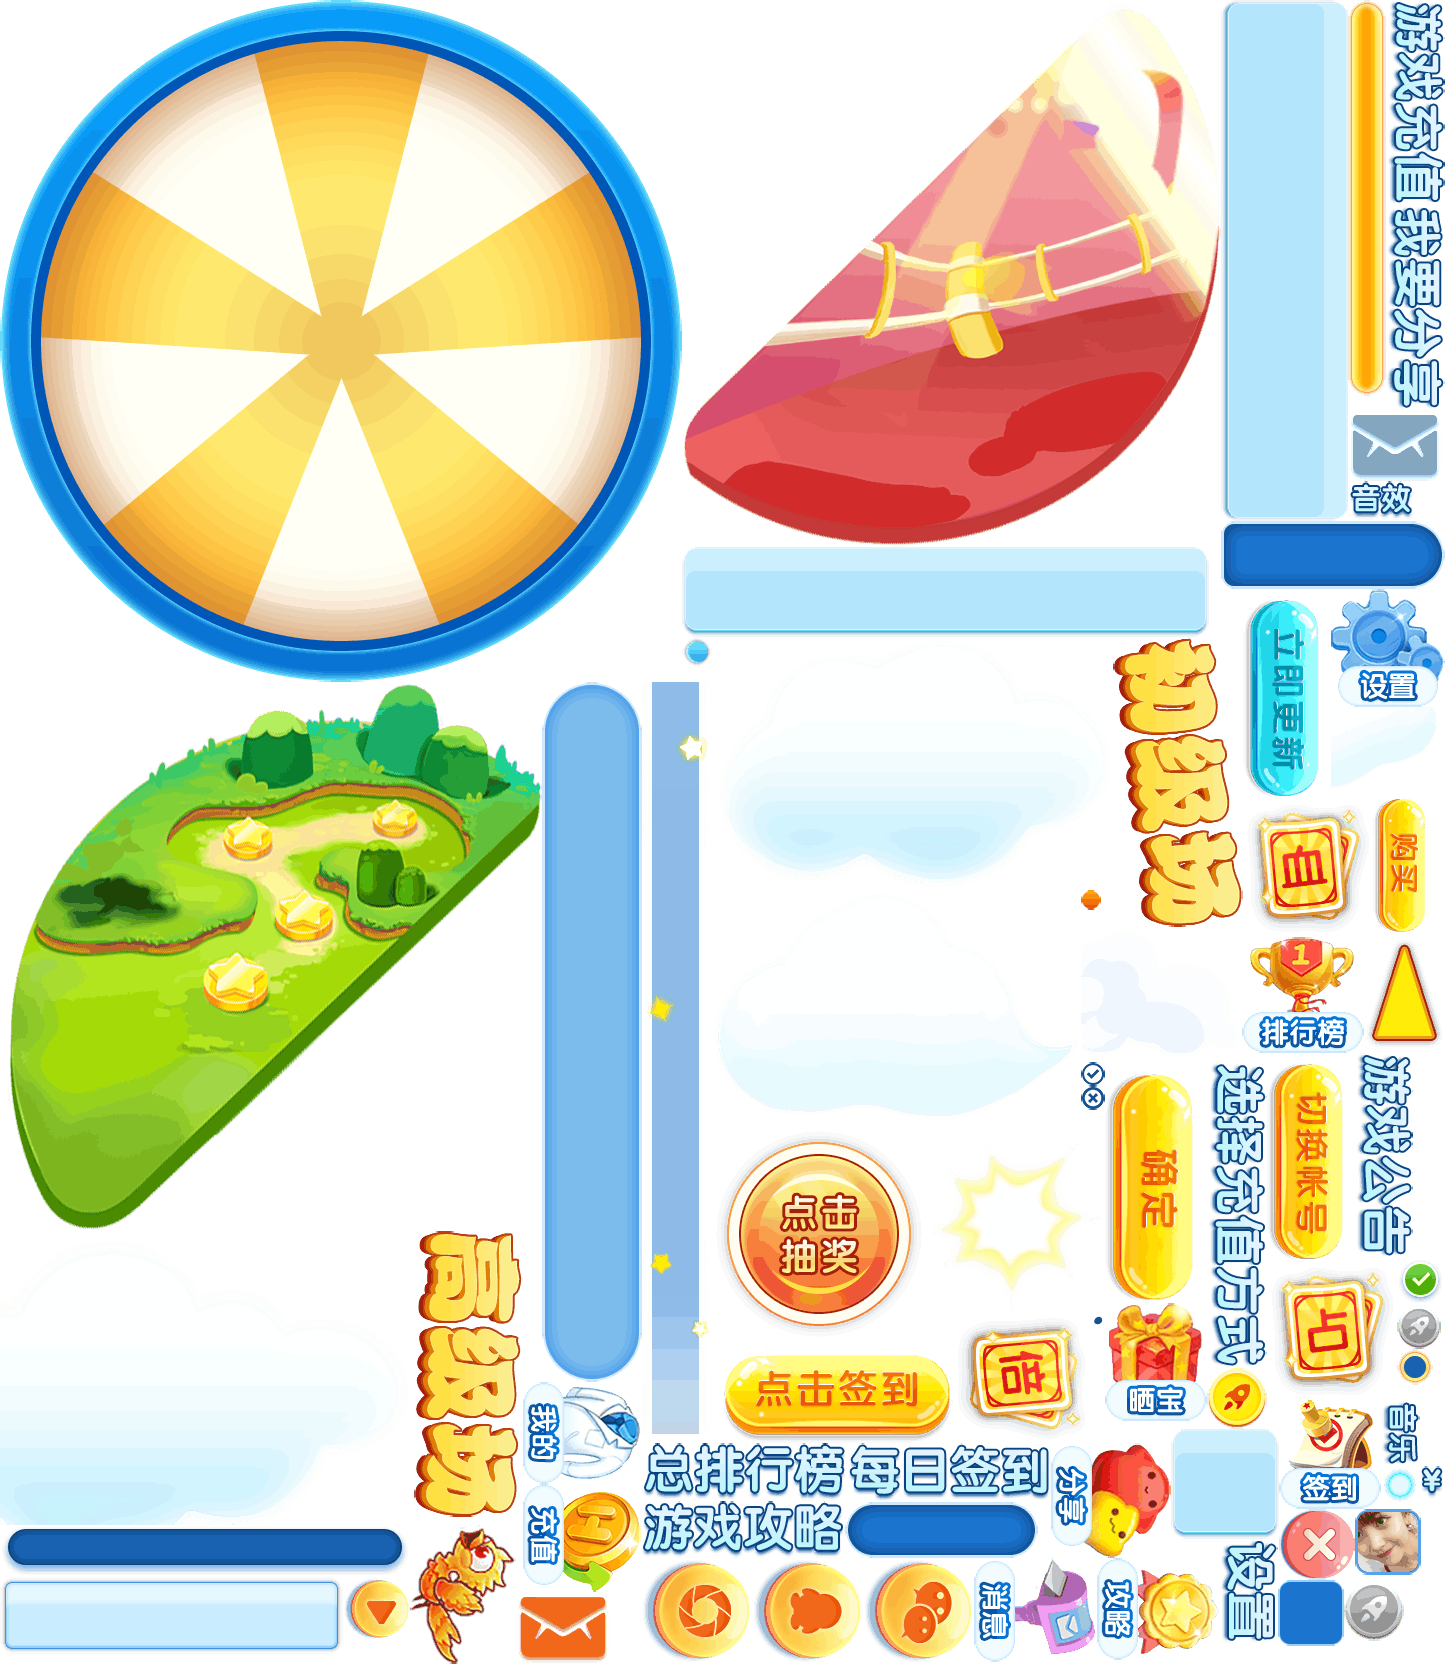 游戏充值
我要分享
音效
设置
立即更新
初级场
购买
自
1
排行榜
游戏公告
切换帐号
选择充值方式
确定
点击
抽奖
占
倍
晒宝
点击签到
高级场
我的
充值
总排行榜
每日签到
游戏攻略
分享
签到
音乐
设置
消息
攻略
H